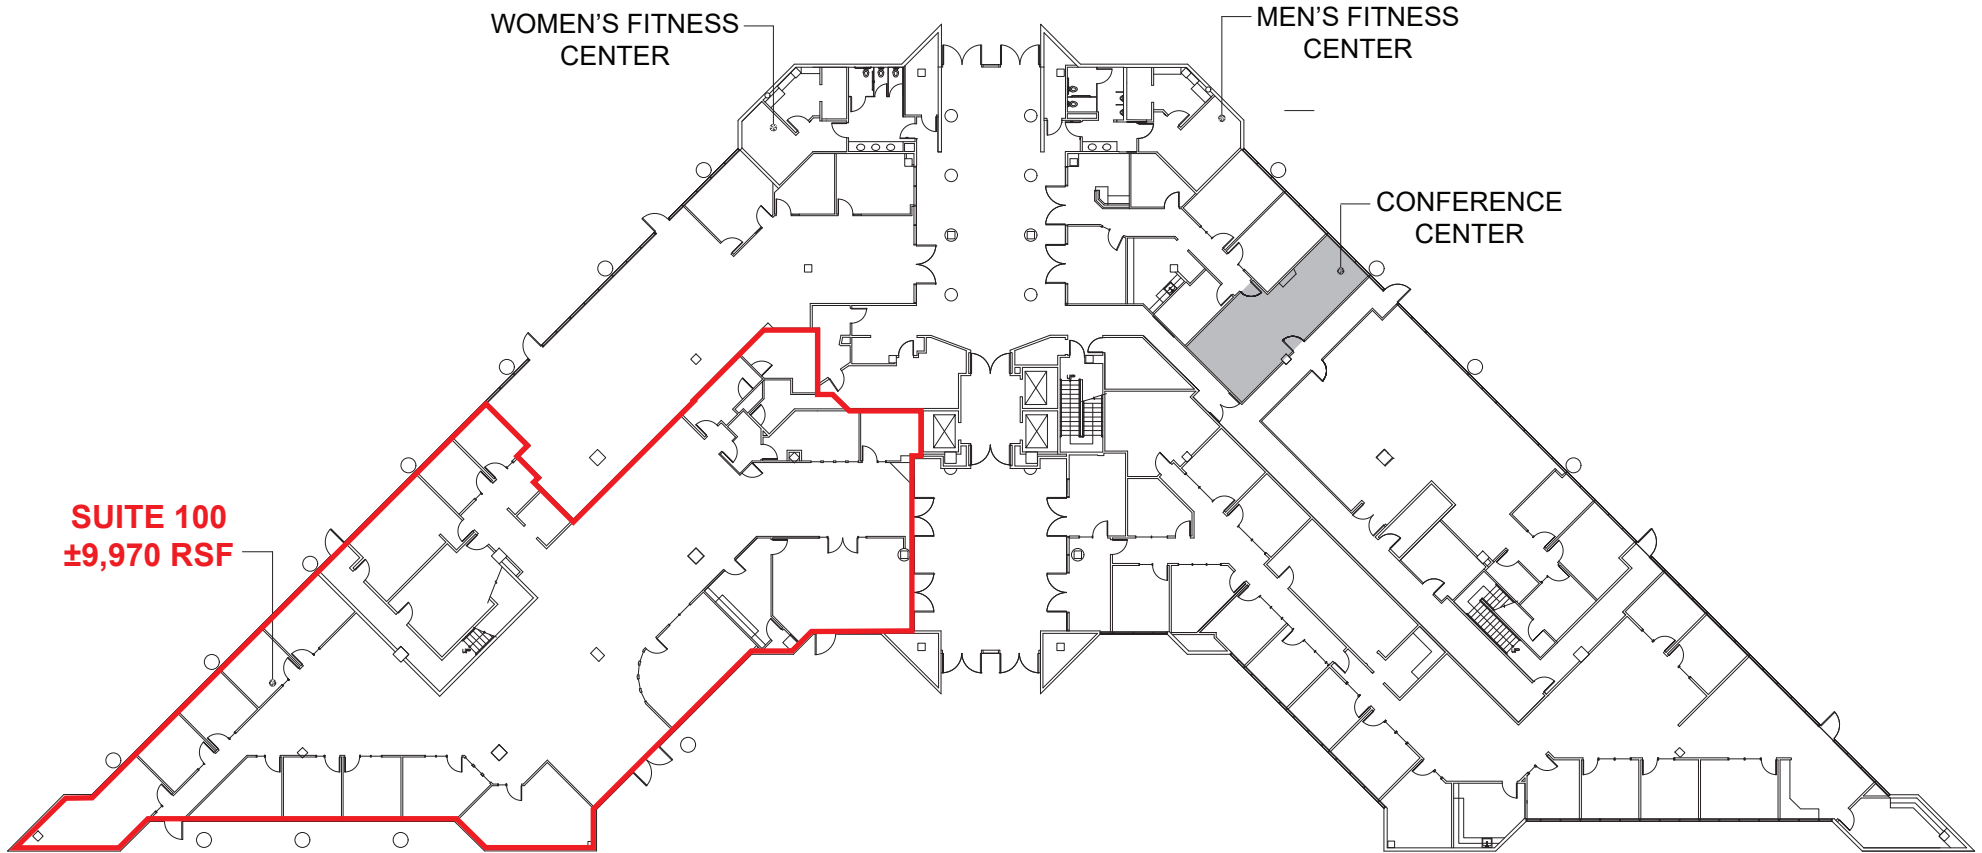 WOMEN'S FITNESS
CENTER
MEN'S FITNESS
CENTER
CONFERENCE
CENTER
SUITE 100
±9,970 RSF